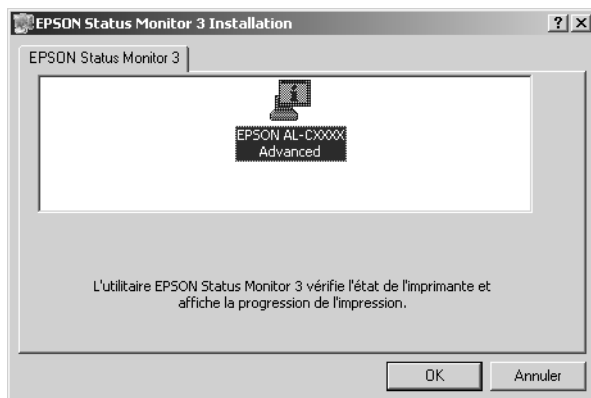 EPSON Status Monitor 3 Installation
EPSON Status Monitor 3
EPSON AL-CXXXX
Advanced
L'utilitaire EPSON Status Monitor 3 vérifie l'état de l'imprimante et
affiche la progression de l'impression.
OK
Annuler